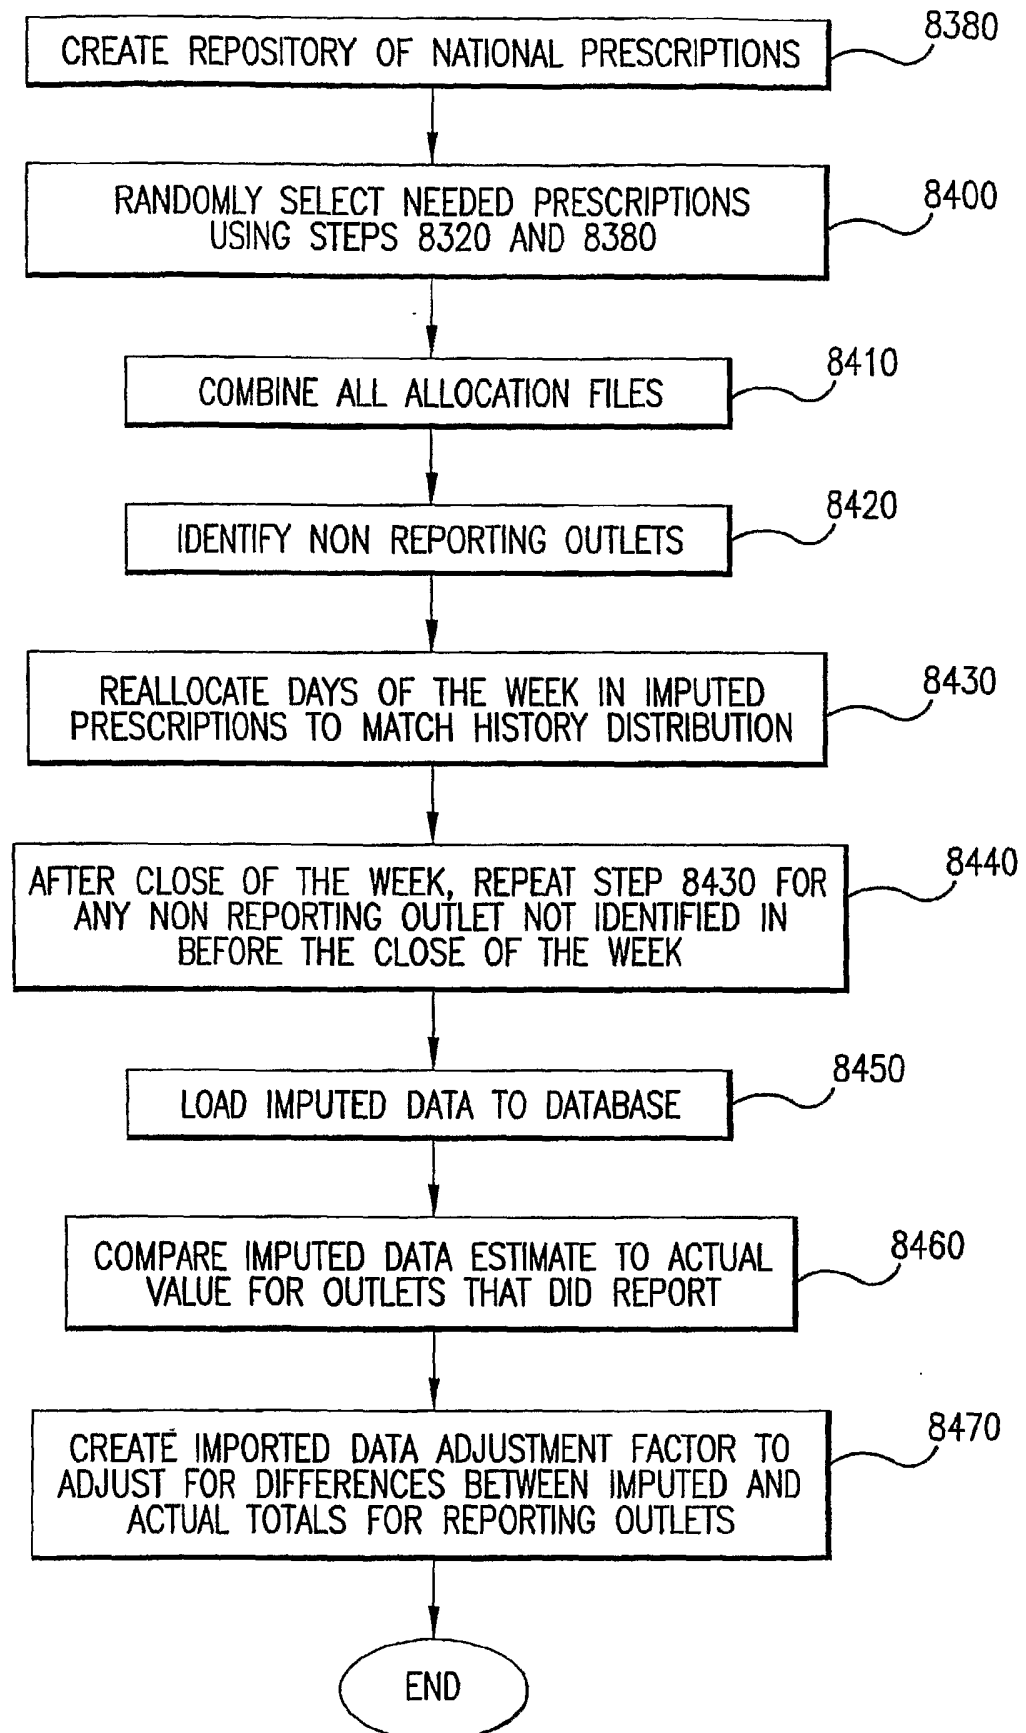 CREATE REPOSITORY OF NATIONAL PRESCRIPTIONS
8380
RANDOMLY SELECT NEEDED PRESCRIPTIONS
USING STEPS 8320 AND 8380
8400
COMBINE ALL ALLOCATION FILES
8410
IDENTIFY NON REPORTING OUTLETS
8420
REALLOCATE DAYS OF THE WEEK IN IMPUTED
PRESCRIPTIONS TO MATCH HISTORY DISTRIBUTION
8430
AFTER CLOSE OF THE WEEK, REPEAT STEP 8430 FOR
ANY NON REPORTING OUTLET NOT IDENTIFIED IN
BEFORE THE CLOSE OF THE WEEK
8440
LOAD IMPUTED DATA TO DATABASE
8450
COMPARE IMPUTED DATA ESTIMATE TO ACTUAL
VALUE FOR OUTLETS THAT DID REPORT
8460
CREATE IMPORTED DATA ADJUSTMENT FACTOR TO
ADJUST FOR DIFFERENCES BETWEEN IMPUTED AND
ACTUAL TOTALS FOR REPORTING OUTLETS
8470
END